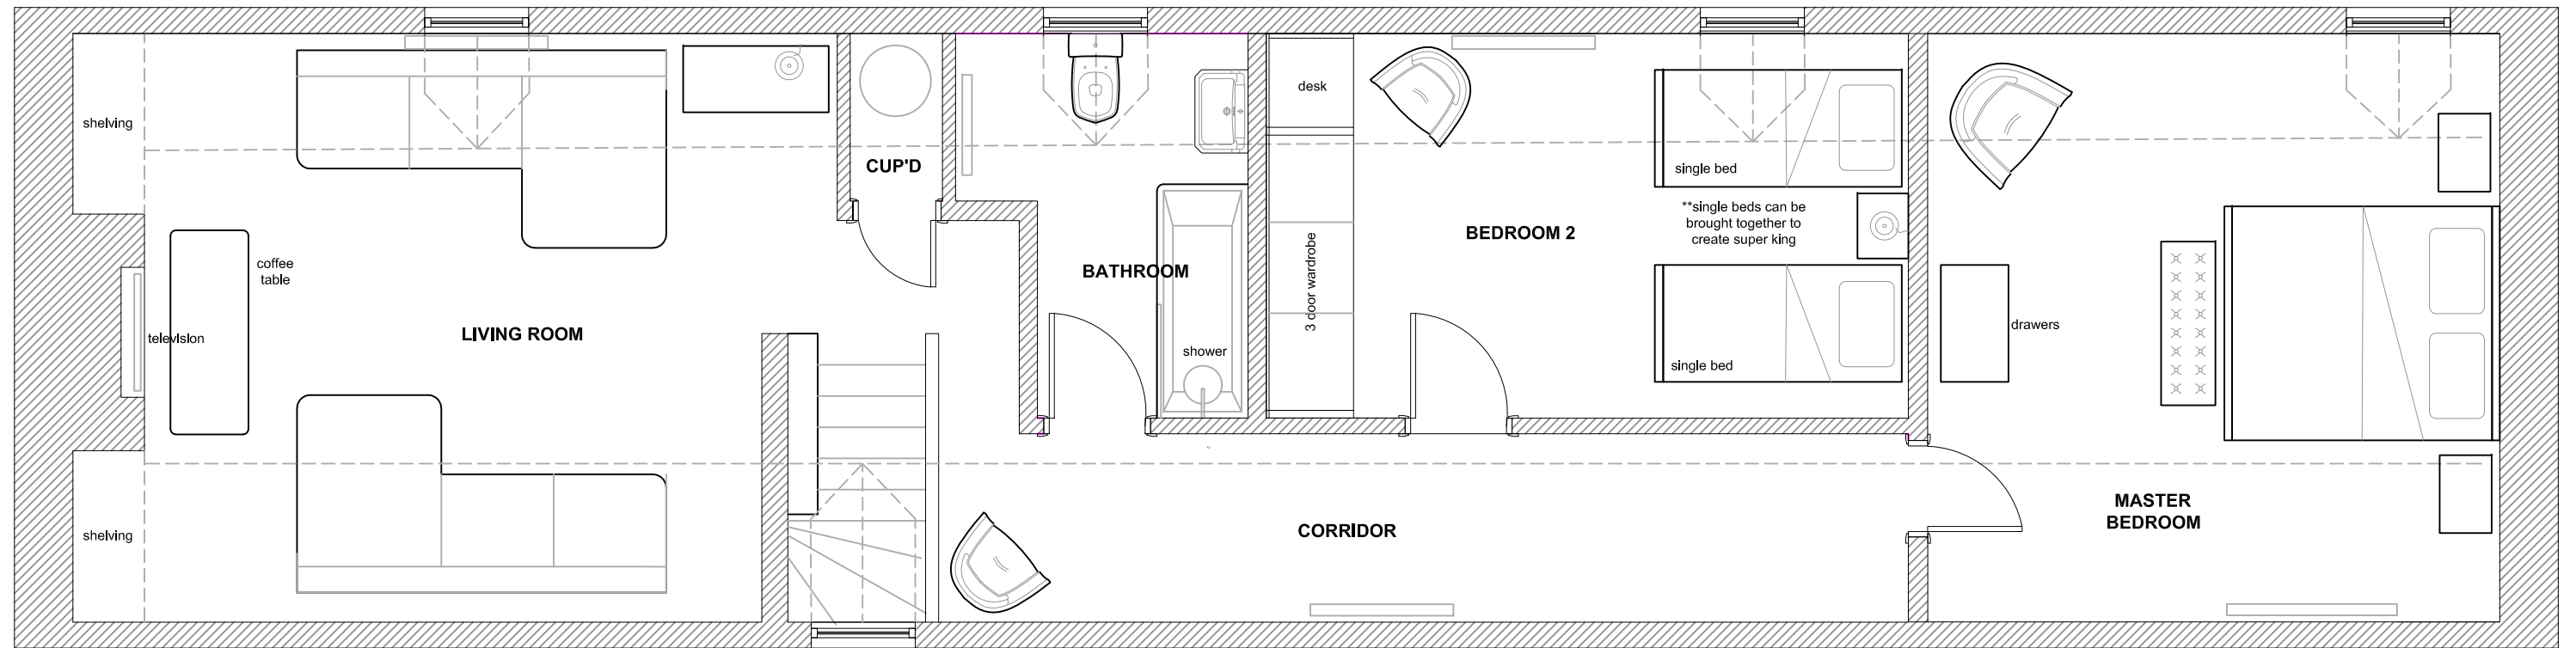 shelving
desk
CUP'D
single bed
**single beds can be
brought together to
create super king
BEDROOM 2
coffee
table
BATHROOM
3 door wardrobe
television
LIVING ROOM
drawers
shower
single bed
MASTER
BEDROOM
CORRIDOR
shelving